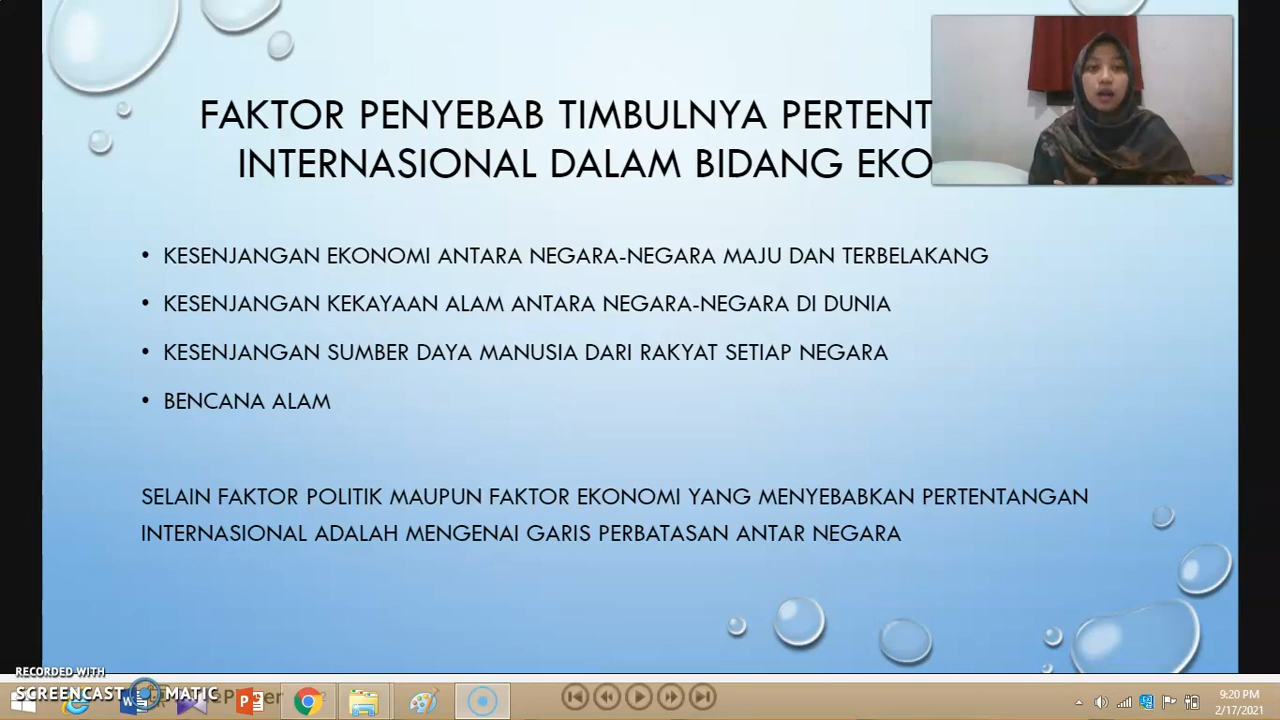 FAKTOR PENYEBAB TIMBULNYA
INTERNASIONAL DALAM BIDANG
• KESENJANGAN EKONOMI ANTARA NEGARA-NEGARA MAJU DAN TERBELAKANG
• KESENJANGAN KEKAYAAN ALAM ANTARA NEGARA-NEGARA DI DUNIA
• KESENJANGAN SUMBER DAYA MANUSIA DARI RAKYAT SETIAP NEGARA
• BENCANA ALAM
SELAIN FAKTOR POLITIK MAUPUN FAKTOR EKONOMI YANG MENYEBABKAN PERTENTANGAN
INTERNASIONAL ADALAH MENGENAI GARIS PERBATASAN ANTAR NEGARA
RECORDED WITH
SCREENCAST MATIC
9:20 PM
2/17/2021